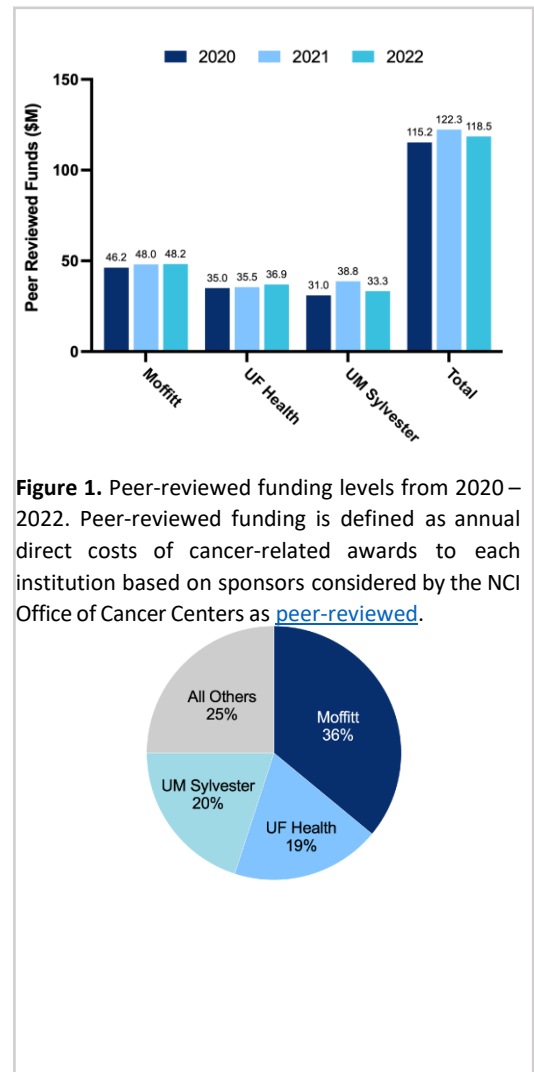 2020 2021 2022
Peer Reviewed Funds ($M)
150
100
50
0
46.2 48.0 48.2
35.0 35.5 36.9
31.0 38.8 33.3
115.2 122.3 118.5
Moffitt UF Health UM Sylvester Total
Figure 1. Peer-reviewed funding levels from 2020 –
2022. Peer-reviewed funding is defined as annual
direct costs of cancer-related awards to each
institution based on sponsors considered by the NCI
Office of Cancer Centers as peer-reviewed.
All Others
25%
Moffitt
36%
UM Sylvester
20%
UF Health
19%